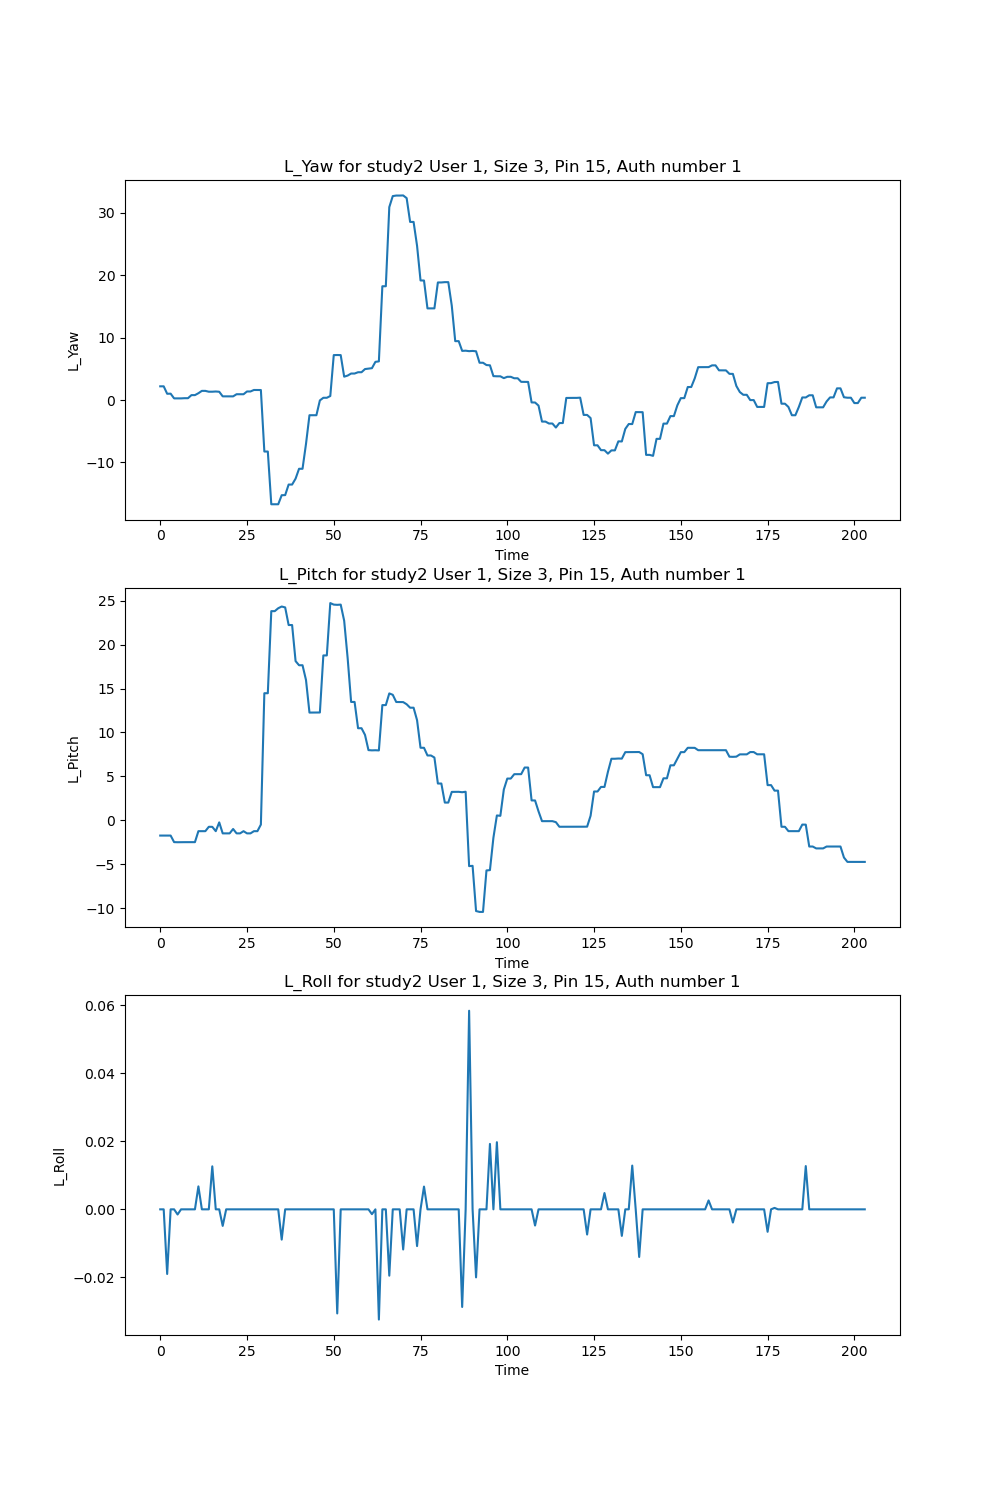 L_Yaw for study2 User 1, Size 3, Pin 15, Auth number 1
30
20
10
0
−10
L_Yaw
0 25 50 75 100 125 150 175 200
Time
L_Pitch for study2 User 1, Size 3, Pin 15, Auth number 1
25
20
15
10
5
0
−5
−10
L_Pitch
0 25 50 75 100 125 150 175 200
Time
L_Roll for study2 User 1, Size 3, Pin 15, Auth number 1
0.06
0.04
0.02
0.00
−0.02
L_Roll
0 25 50 75 100 125 150 175 200
Time